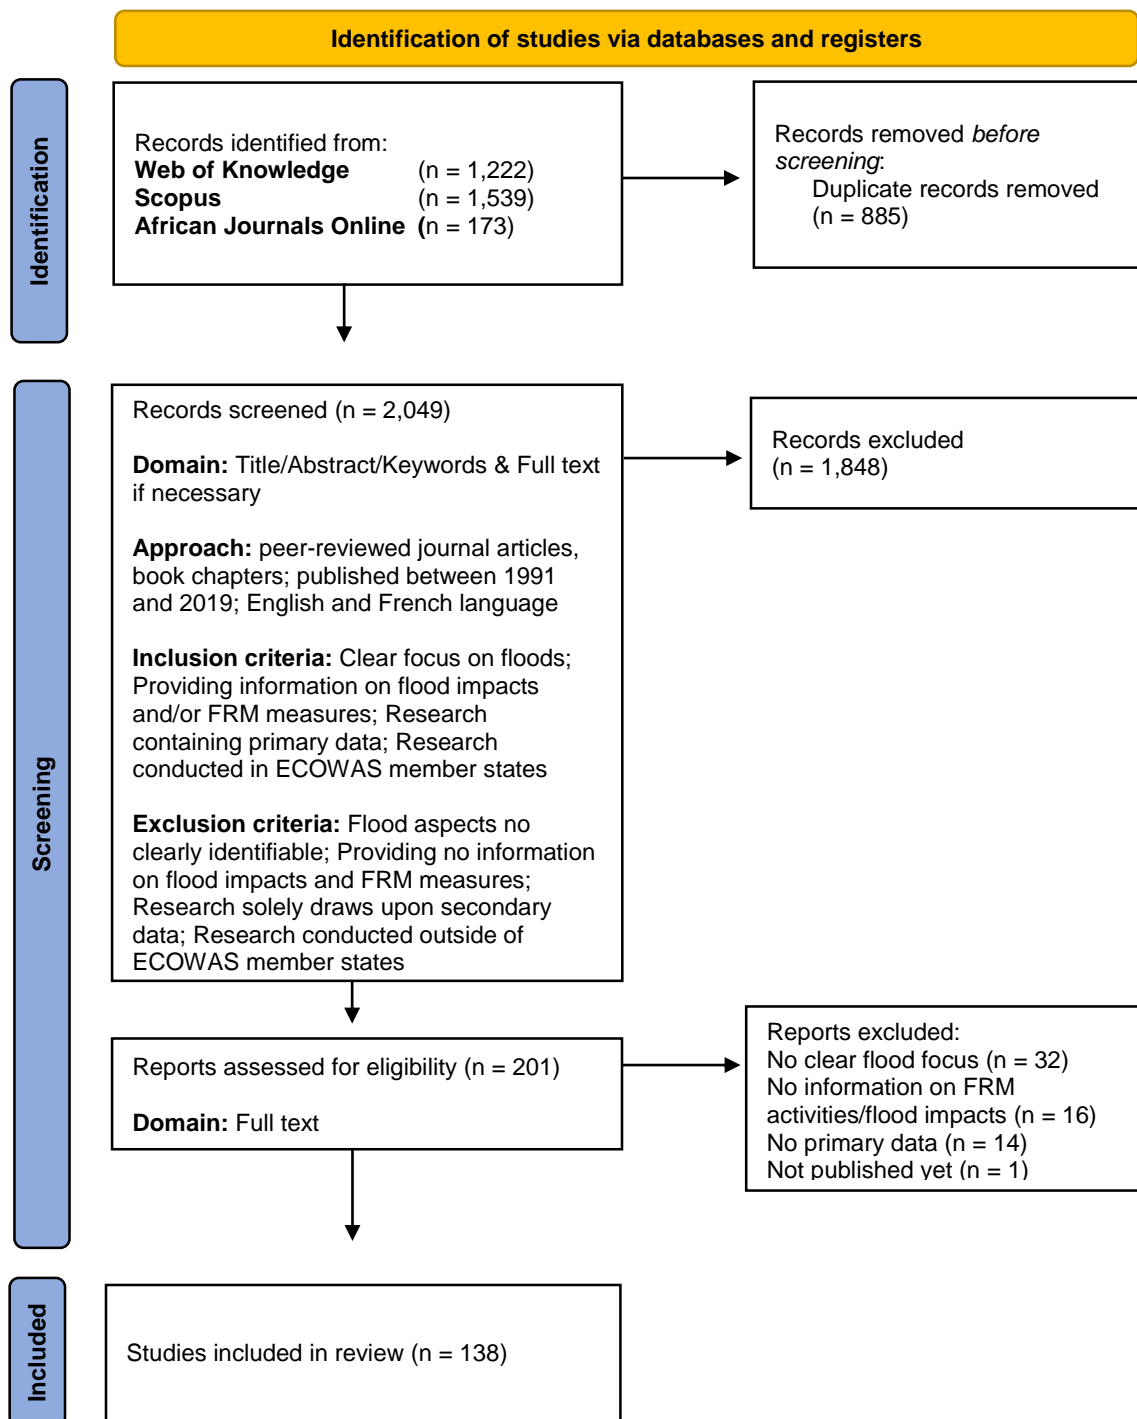 Identification of studies via databases and registers
Identification
Records identified from:
Web of Knowledge (n = 1,222)
Scopus (n = 1,539)
African Journals Online (n = 173)
Records removed before
screening:
Duplicate records removed
(n = 885)
Screening
Records screened (n = 2,049)
Domain: Title/Abstract/Keywords & Full text
if necessary
Approach: peer-reviewed journal articles,
book chapters; published between 1991
and 2019; English and French language
Inclusion criteria: Clear focus on floods;
Providing information on flood impacts
and/or FRM measures; Research
containing primary data; Research
conducted in ECOWAS member states
Exclusion criteria: Flood aspects no
clearly identifiable; Providing no information
on flood impacts and FRM measures;
Research solely draws upon secondary
data; Research conducted outside of
ECOWAS member states
Records excluded
(n = 1,848)
Reports assessed for eligibility (n = 201)
Domain: Full text
Reports excluded:
No clear flood focus (n = 32)
No information on FRM
activities/flood impacts (n = 16)
No primary data (n = 14)
Not published yet (n = 1)
Included
Studies included in review (n = 138)